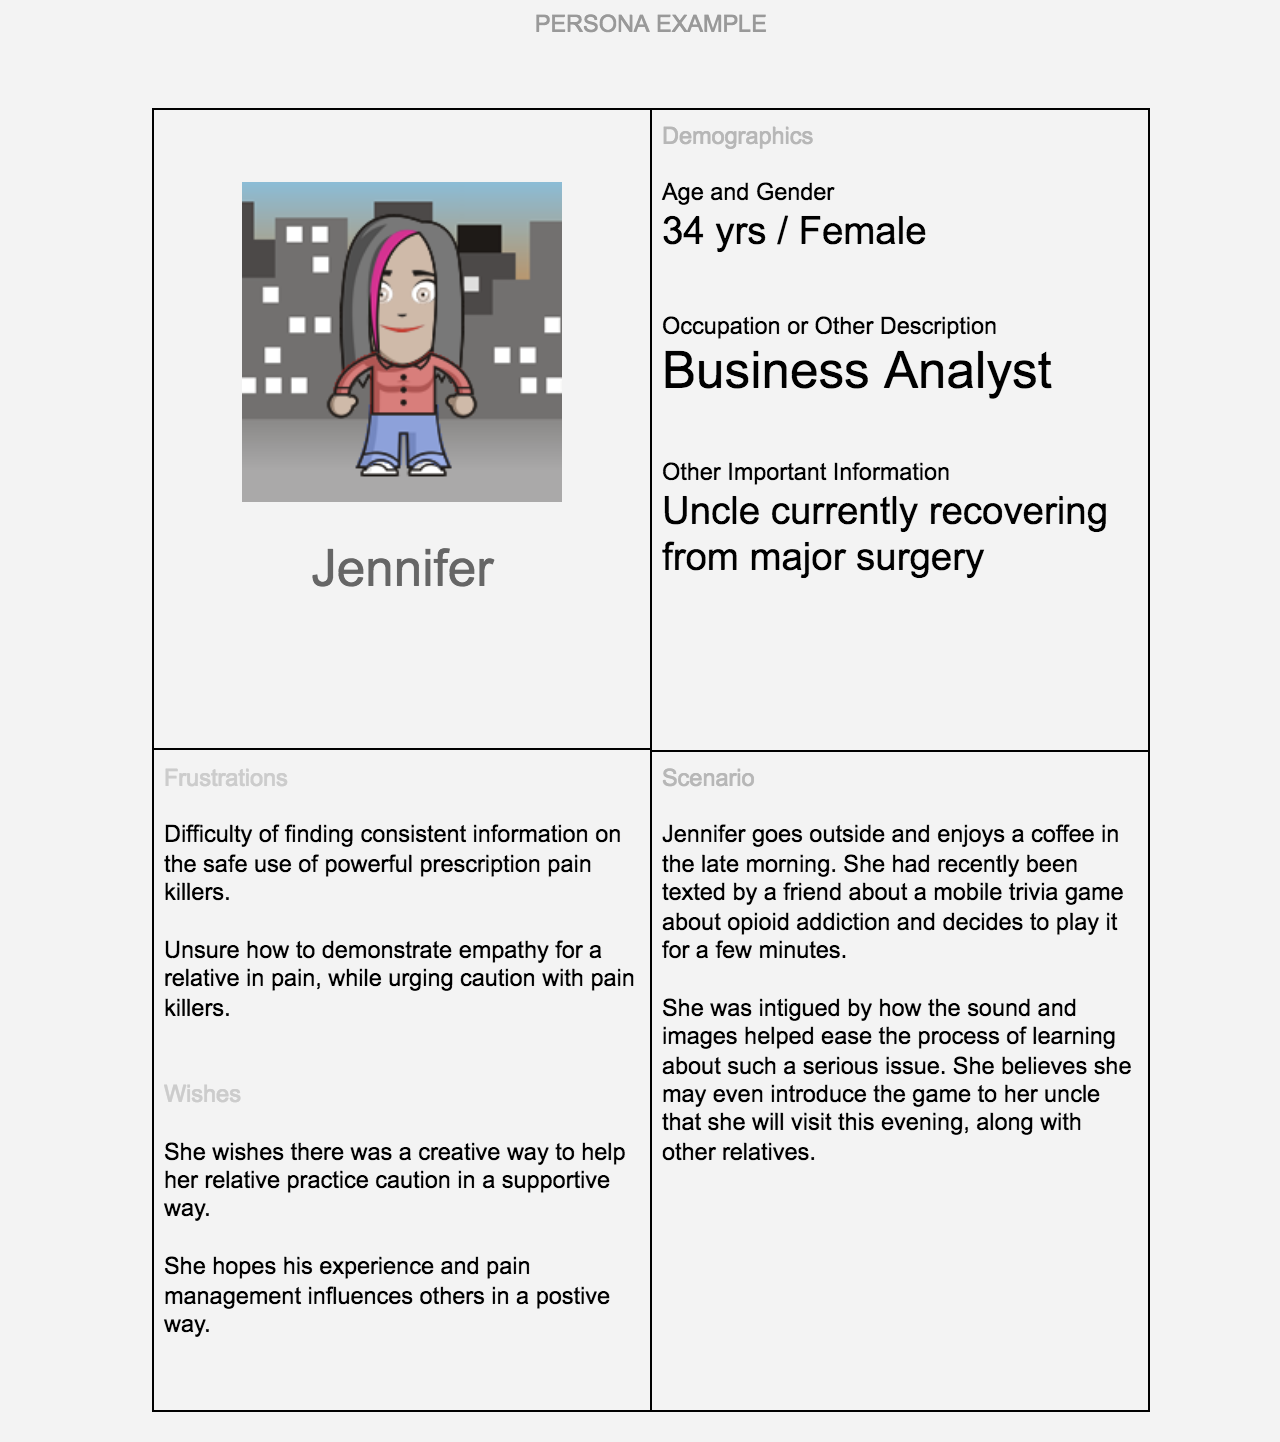 PERSONA EXAMPLE
Jennifer
Demographics
Age and Gender
34 yrs / Female
Occupation or Other Description
Business Analyst
Other Important Information
Uncle currently recovering
from major surgery
Frustrations
Difficulty of finding consistent information on
the safe use of powerful prescription pain
killers.
Unsure how to demonstrate empathy for a
relative in pain, while urging caution with pain
killers.
Wishes
She wishes there was a creative way to help
her relative practice caution in a supportive
way.
She hopes his experience and pain
management influences others in a postive
way.
Scenario
Jennifer goes outside and enjoys a coffee in
the late morning. She had recently been
texted by a friend about a mobile trivia game
about opioid addiction and decides to play it
for a few minutes.
She was intigued by how the sound and
images helped ease the process of learning
about such a serious issue. She believes she
may even introduce the game to her uncle
that she will visit this evening, along with
other relatives.